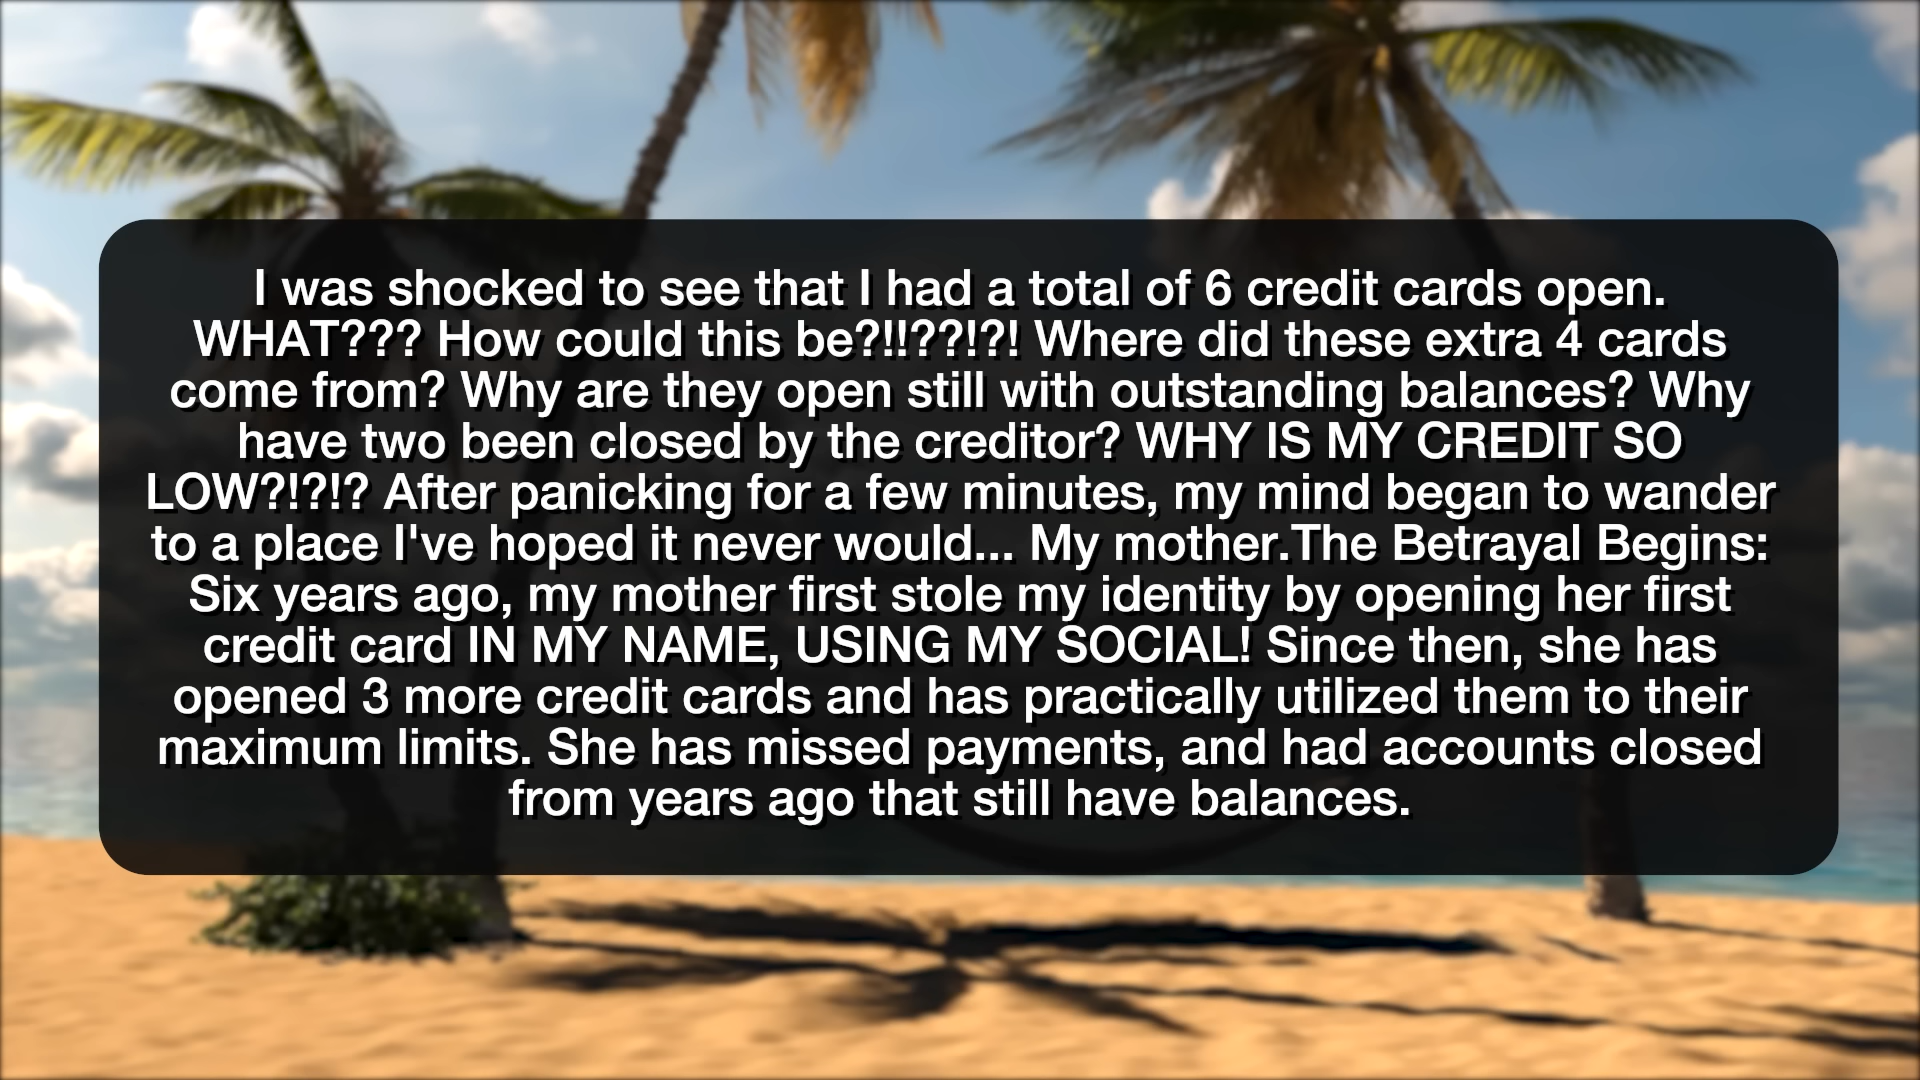 I was shocked to see that I had a total of 6 credit cards open.
WHAT??? How could this be?!!??!?! Where did these extra 4 cards
come from? Why are they open still with outstanding balances? Why
have two been closed by the creditor? WHY IS MY CREDIT SO
LOW?!?!? After panicking for a few minutes, my mind began to wander
to a place I've hoped it never would... My mother.The Betrayal Begins:
Six years ago, my mother first stole my identity by opening her first
credit card IN MY NAME, USING MY SOCIAL! Since then, she has
opened 3 more credit cards and has practically utilized them to their
maximum limits. She has missed payments, and had accounts closed
from years ago that still have balances.